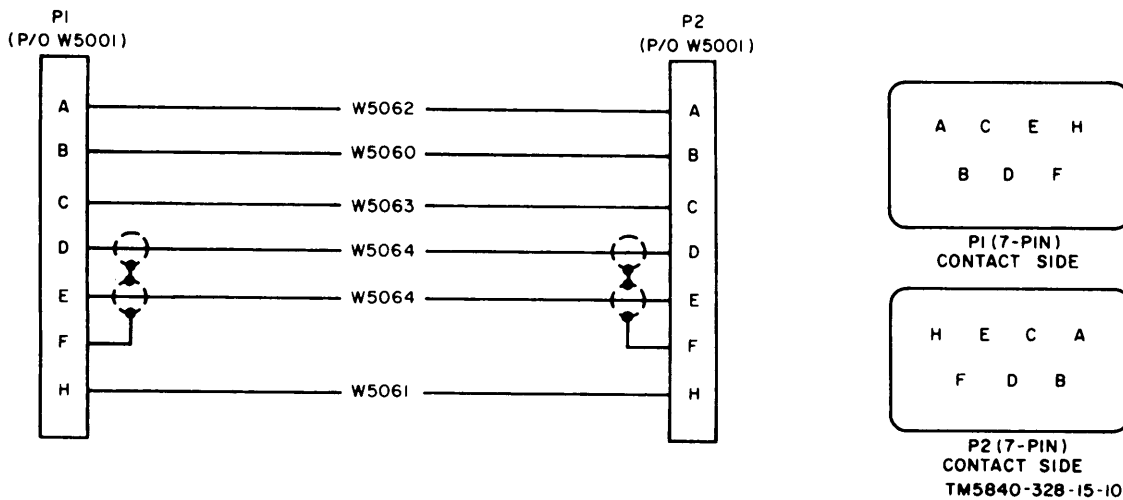 P1
(P/O W5001)
P2
(P/O W5001)
A W5062 A
B W5060 B
C W5063 C
D W5064 D
E W5064 E
F F
H W5061 H
A C E H
B D F
P1 (7-PIN)
CONTACT SIDE
H E C A
F D B
P2 (7-PIN)
CONTACT SIDE
TM5840-328-15-10